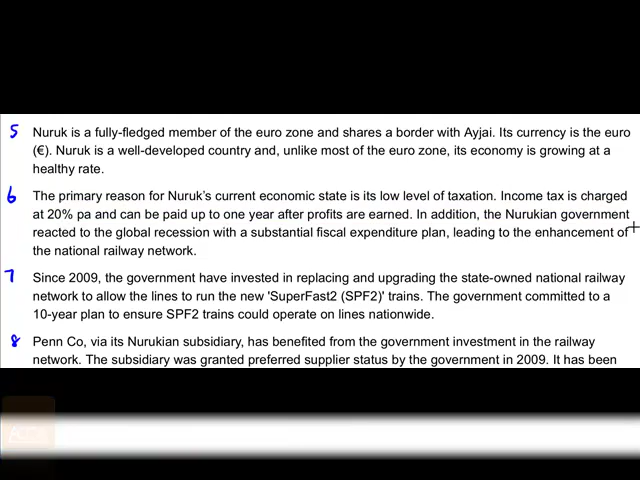 5 Nuruk is a fully-fledged member of the euro zone and shares a border with Ayjai. Its currency is the euro
(€). Nuruk is a well-developed country and, unlike most of the euro zone, its economy is growing at a
healthy rate.
6 The primary reason for Nuruk's current economic state is its low level of taxation. Income tax is charged
at 20% pa and can be paid up to one year after profits are earned. In addition, the Nurukian government
reacted to the global recession with a substantial fiscal expenditure plan, leading to the enhancement of
the national railway network.
7 Since 2009, the government have invested in replacing and upgrading the state-owned national railway
network to allow the lines to run the new 'SuperFast2 (SPF2)' trains. The government committed to a
10-year plan to ensure SPF2 trains could operate on lines nationwide.
8 Penn Co, via its Nurukian subsidiary, has benefited from the government investment in the railway
network. The subsidiary was granted preferred supplier status by the government in 2009. It has been